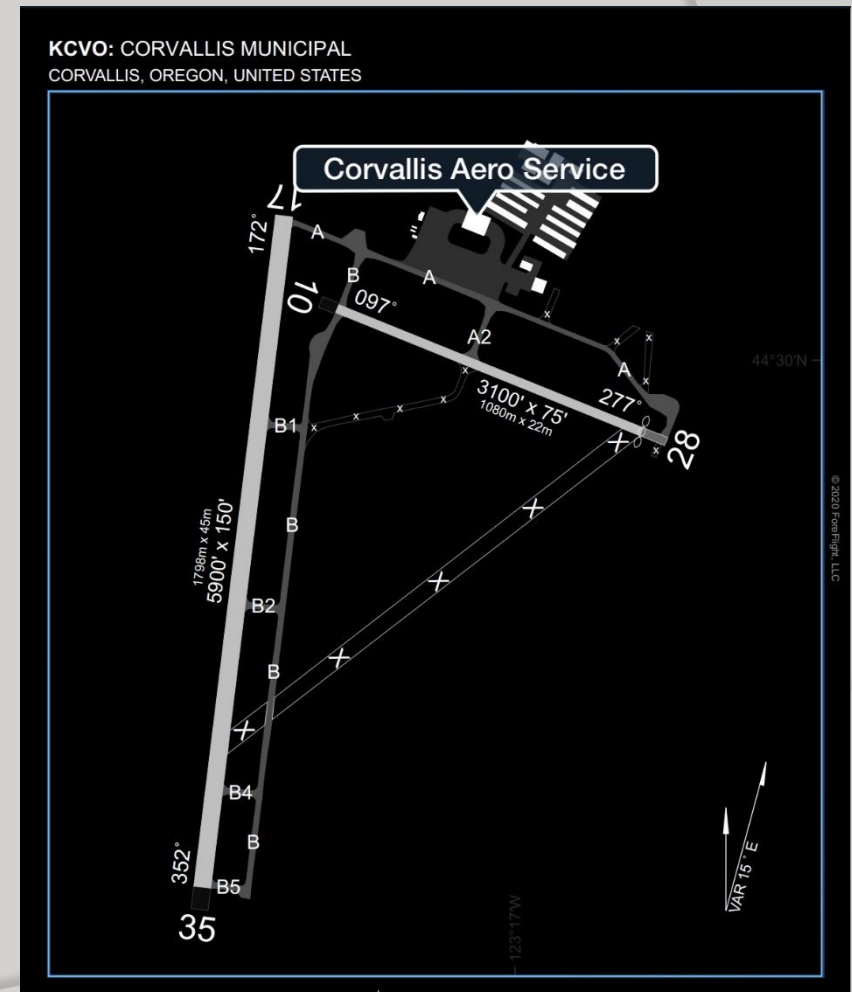 KCVO: CORVALLIS MUNICIPAL
CORVALLIS, OREGON, UNITED STATES
Corvallis Aero Service
17
172°
A
B
A
10
097°
A2
A
44°30'N
3100' x 75'
1080m x 22m
277°
28
B1
x
x
x
x
x
x
x
x
x
x
X
X
X
X
X
© 2020 ForeFlight, LLC
B
1798m x 45m
5900' x 150'
B2
B
B4
B
352°
B5
35
123°17'W
VAR 15° E